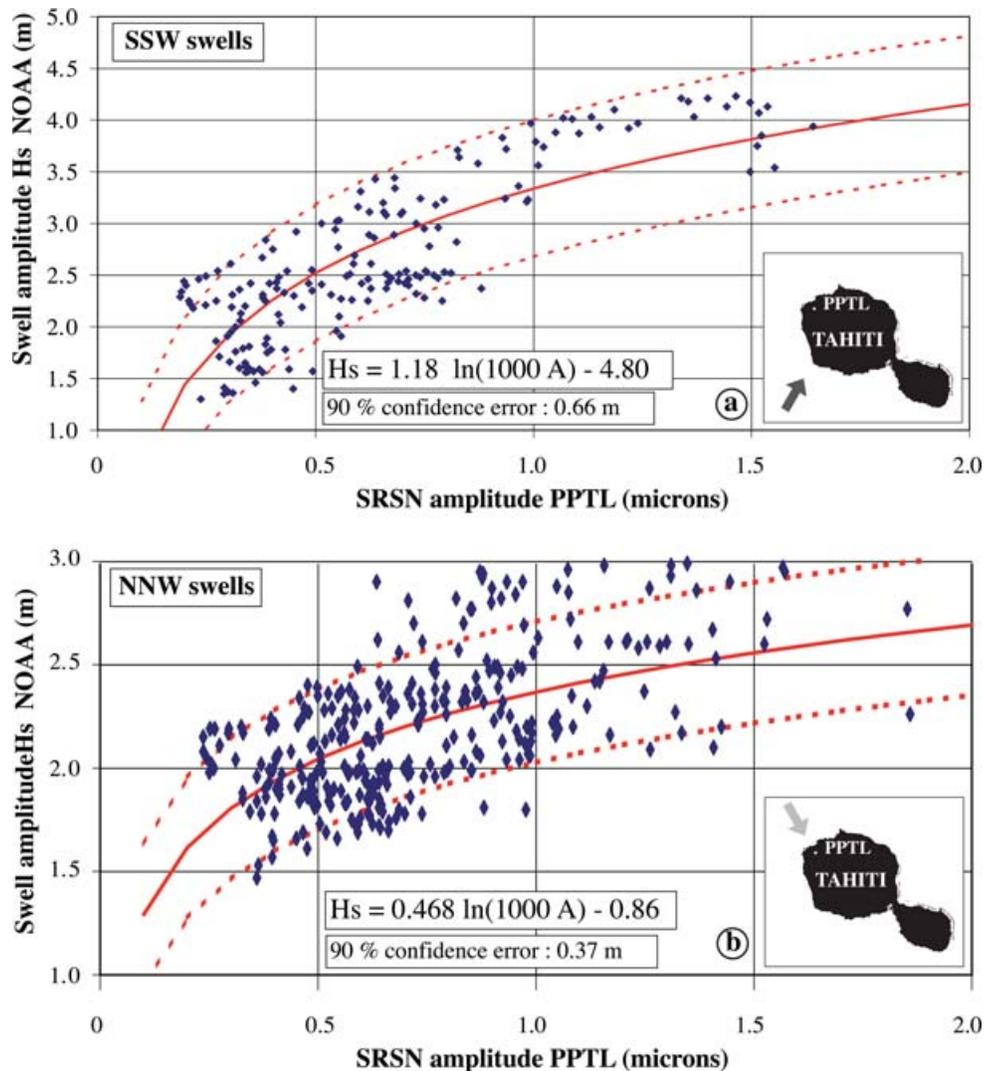 SSW swells
Swell amplitude Hs NOAA (m)
5.0
4.5
4.0
3.5
3.0
2.5
2.0
1.5
1.0
PPTL
TAHITI
Hs = 1.18 ln(1000 A) - 4.80
90 % confidence error : 0.66 m
a
0
0.5
1.0
1.5
2.0
SRSN amplitude PPTL (microns)
NNW swells
Swell amplitudeHs NOAA (m)
3.0
2.5
2.0
1.5
1.0
PPTL
TAHITI
Hs = 0.468 ln(1000 A) - 0.86
90 % confidence error : 0.37 m
b
0
0.5
1.0
1.5
2.0
SRSN amplitude PPTL (microns)